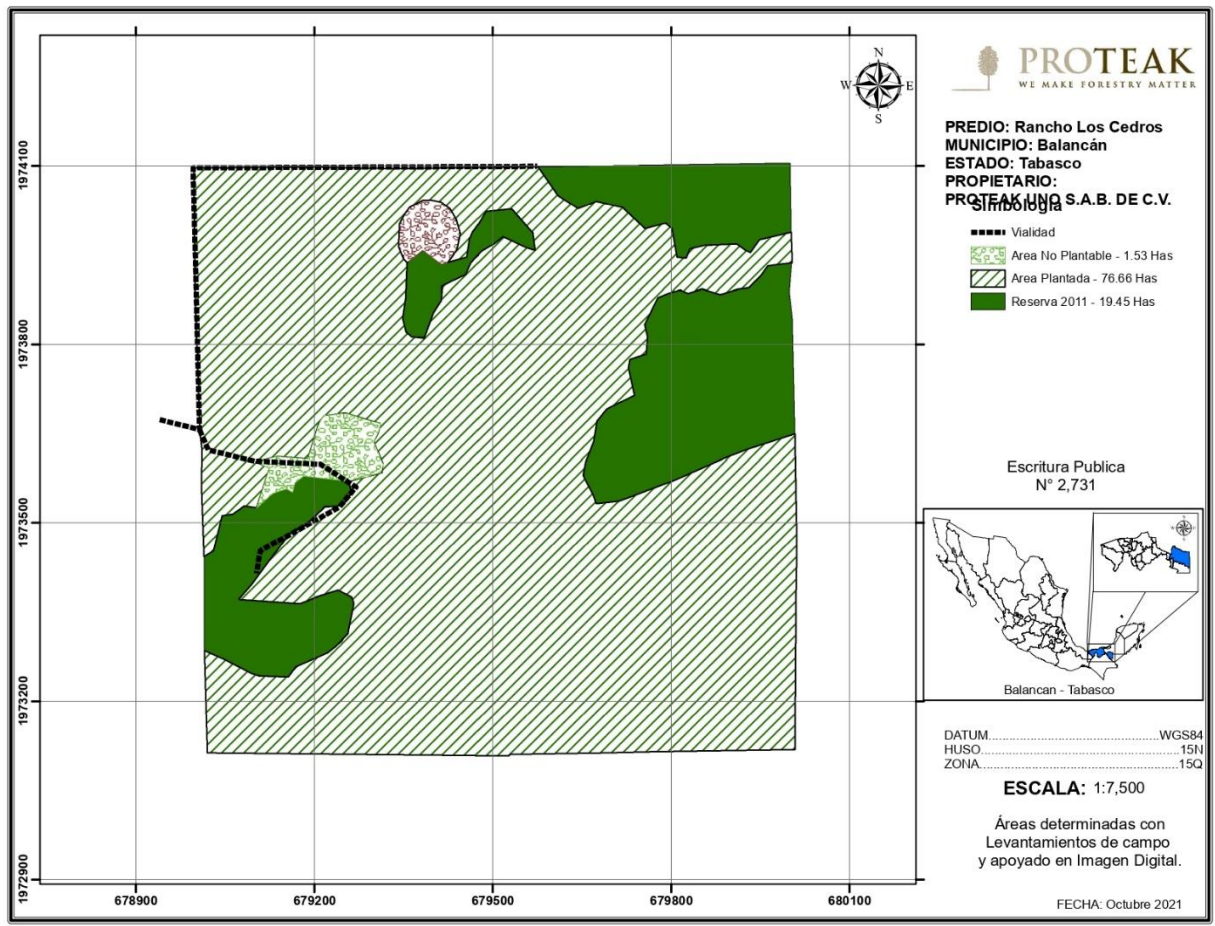 N
W E
S
PROTEAK
WE MAKE FORESTRY MATTER
PREDIO: Rancho Los Cedros
MUNICIPIO: Balancán
ESTADO: Tabasco
PROPIETARIO:
PROTEAK UNO S.A.B. DE C.V.
Simbología
Vialidad
Area No Plantable - 1.53 Has
Area Plantada - 76.66 Has
Reserva 2011 - 19.45 Has
Escritura Publica
N° 2,731
Balancan - Tabasco
DATUM WGS84
HUSO 15N
ZONA 15Q
ESCALA: 1:7,500
Áreas determinadas con
Levantamientos de campo
y apoyado en Imagen Digital.
FECHA: Octubre 2021
1974100
1973800
1973500
1973200
1972900
678900 679200 679500 679800 680100